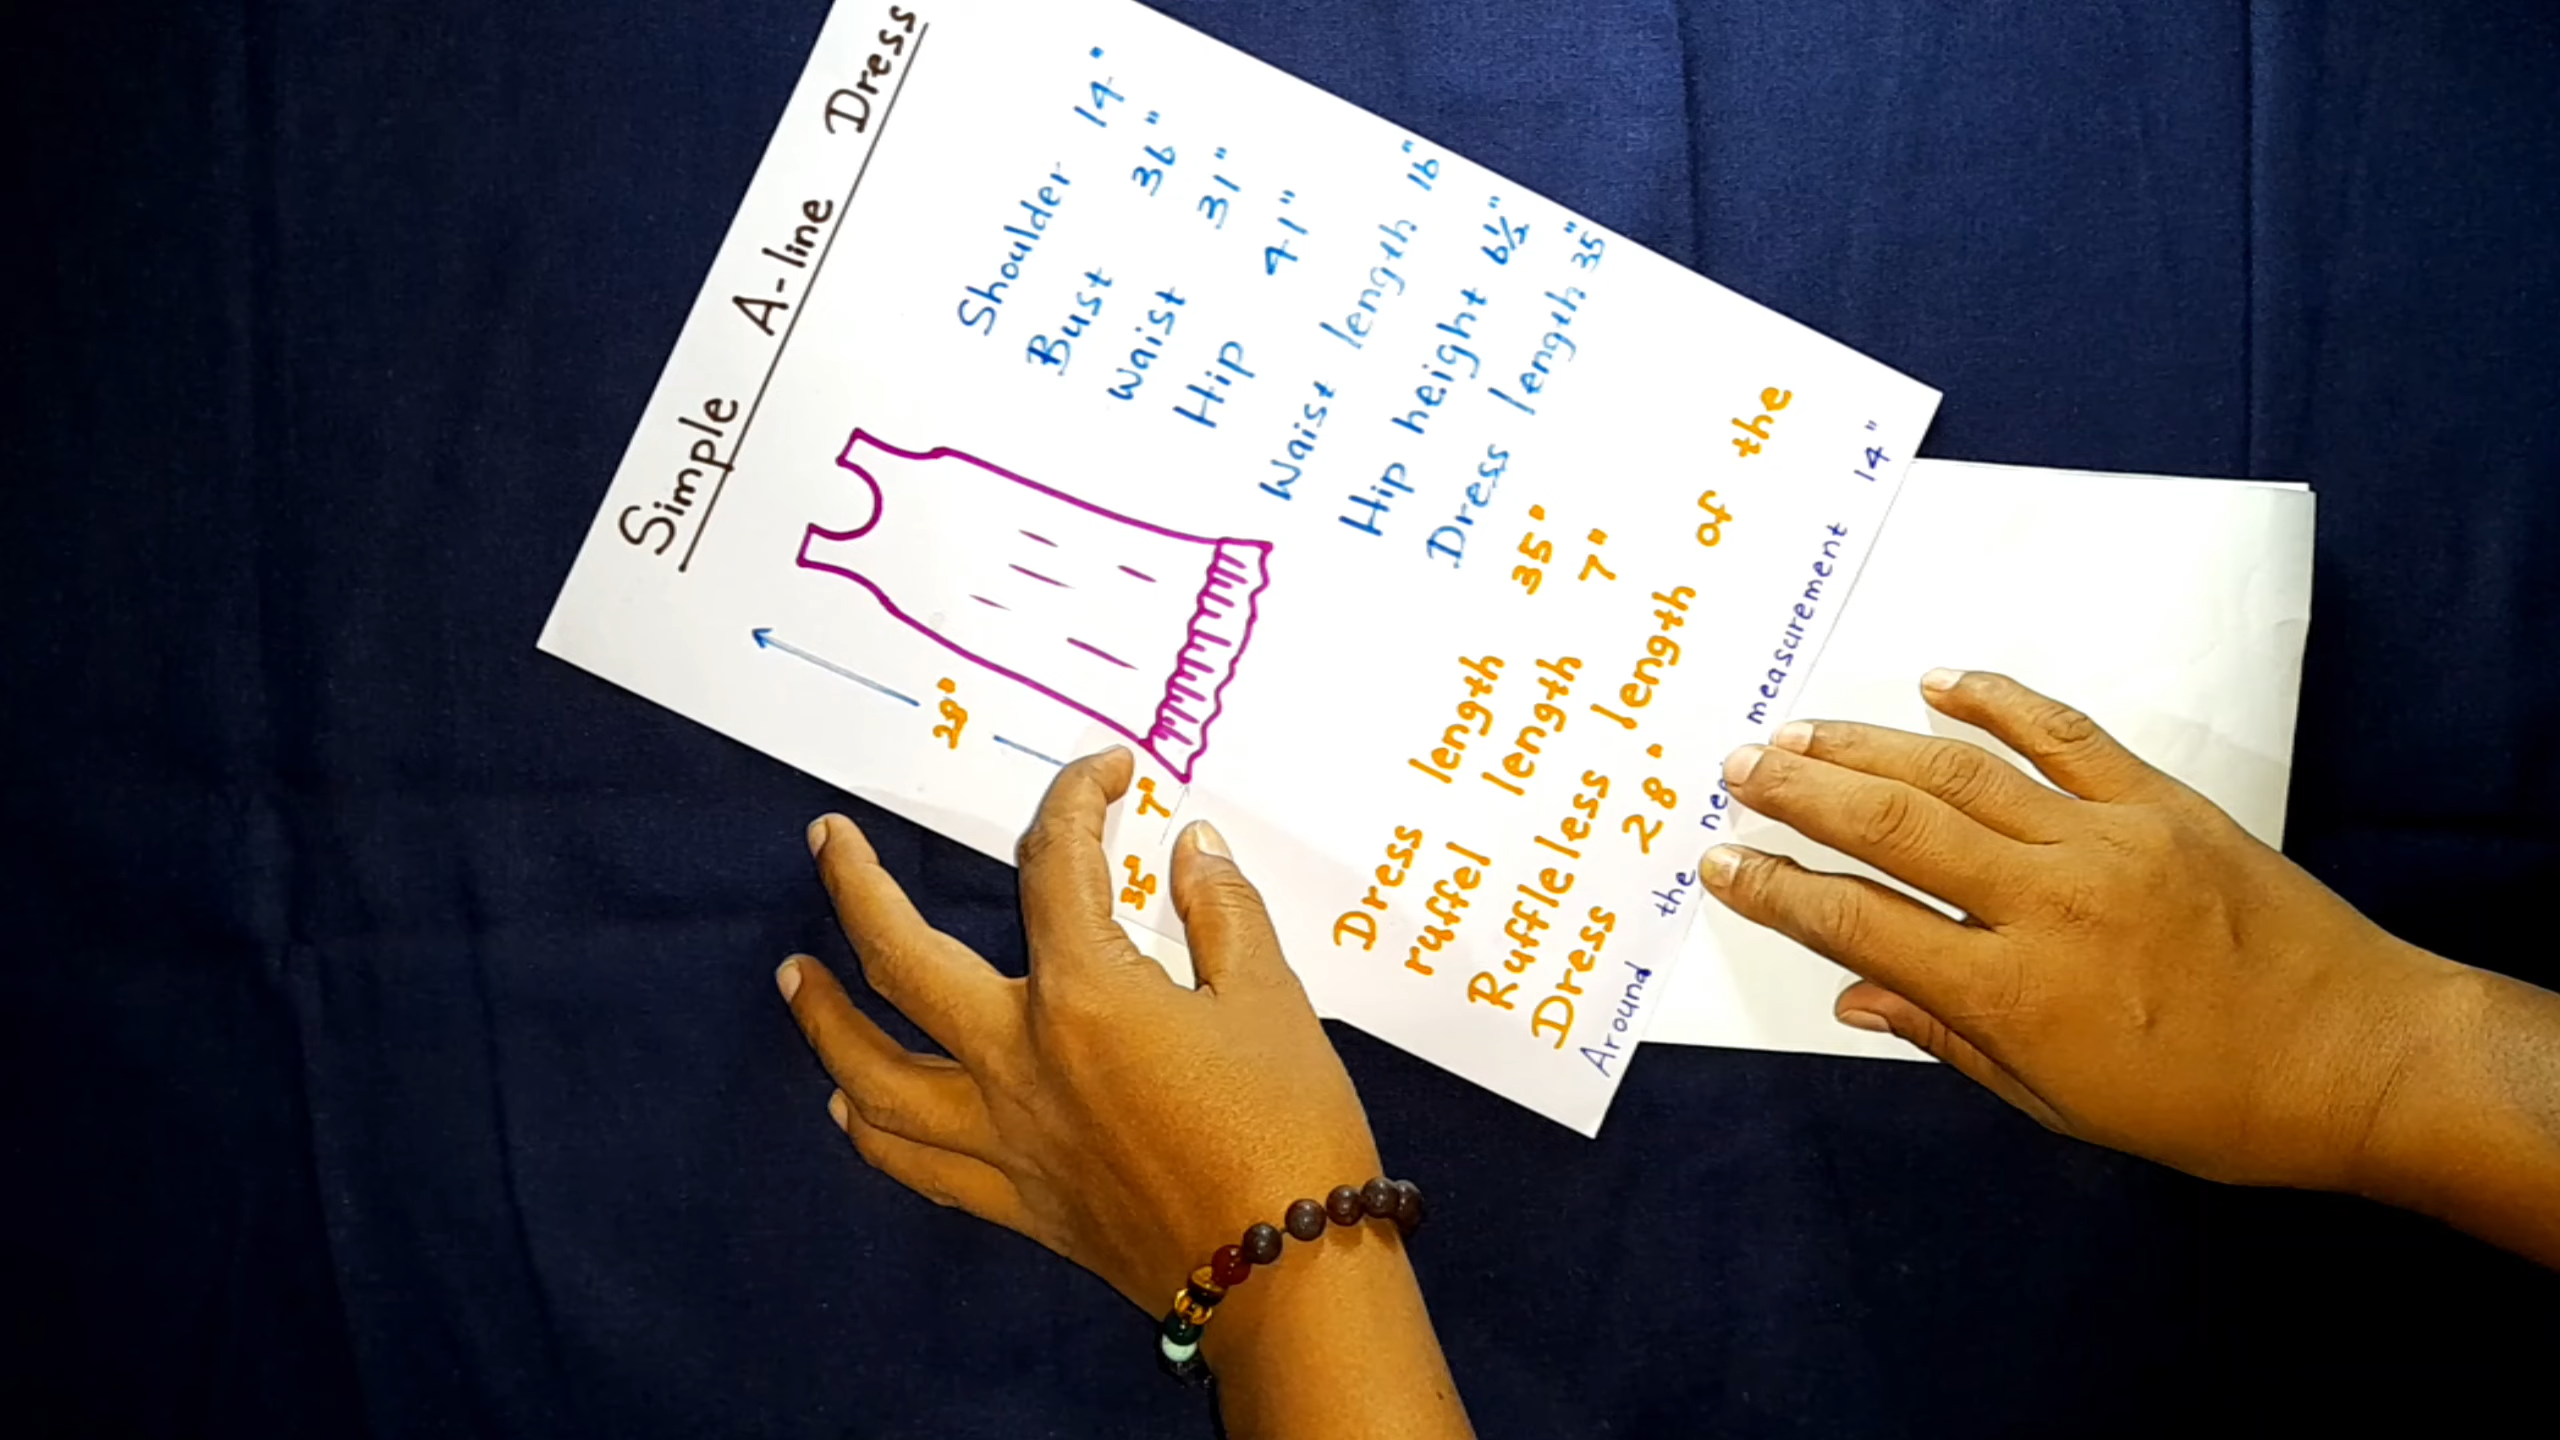 Simple A-line Dress
Shoulder 14"
Bust 36"
Waist 31"
Hip 41"
Waist length 16"
Hip height 6½"
Dress length 35"
28"
7"
35"
Dress length 35"
ruffel length 7"
Ruffleless length of the
Dress 28"
Around the measurement 14"